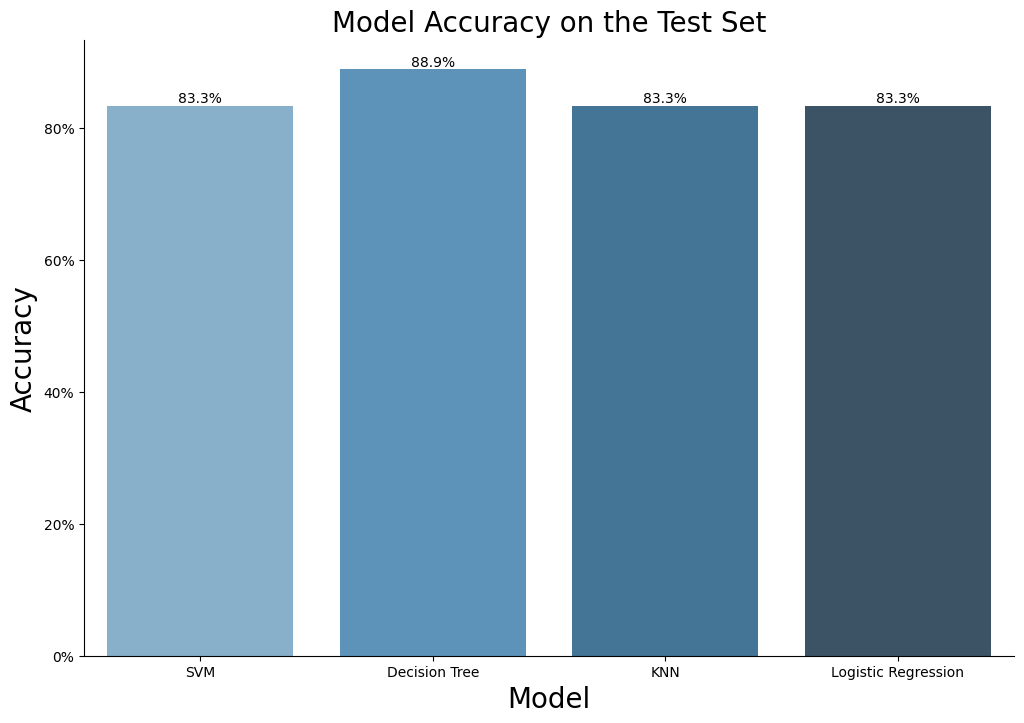 Model Accuracy on the Test Set
83.3%
88.9%
83.3%
83.3%
80%
60%
40%
20%
0%
Accuracy
SVM
Decision Tree
KNN
Logistic Regression
Model